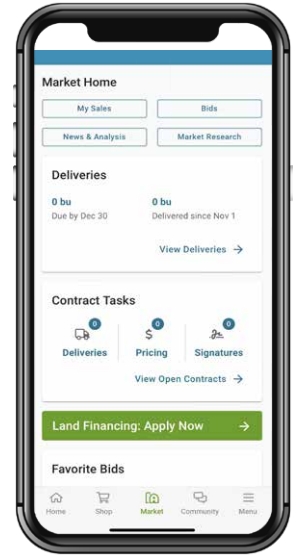 Market Home
My Sales Bids
News & Analysis Market Research
Deliveries
0 bu 0 bu
Due by Dec 30 Delivered since Nov 1
View Deliveries →
Contract Tasks
0 0 0
Deliveries Pricing Signatures
View Open Contracts →
Land Financing: Apply Now →
Favorite Bids
Home Shop Market Community Menu